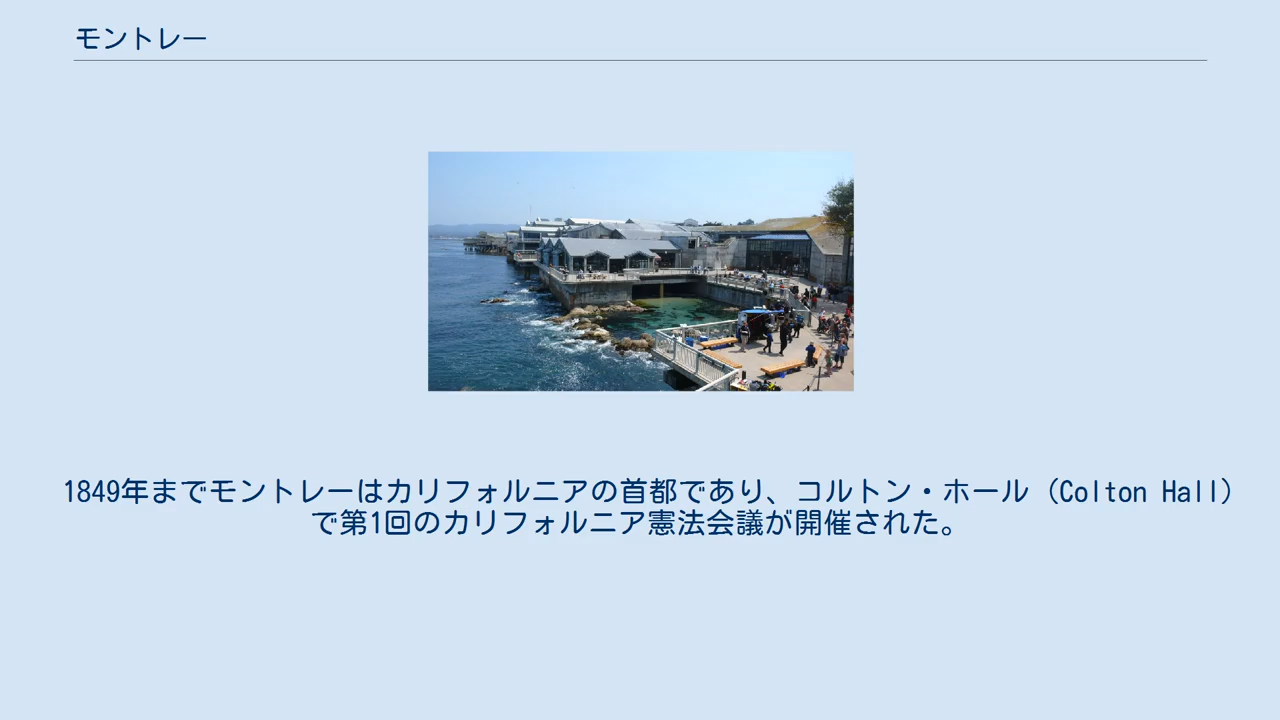 モントレー
1849年までモントレーはカリフォルニアの首都であり、コルトン・ホール（Colton Hall）
で第1回のカリフォルニア憲法会議が開催された。